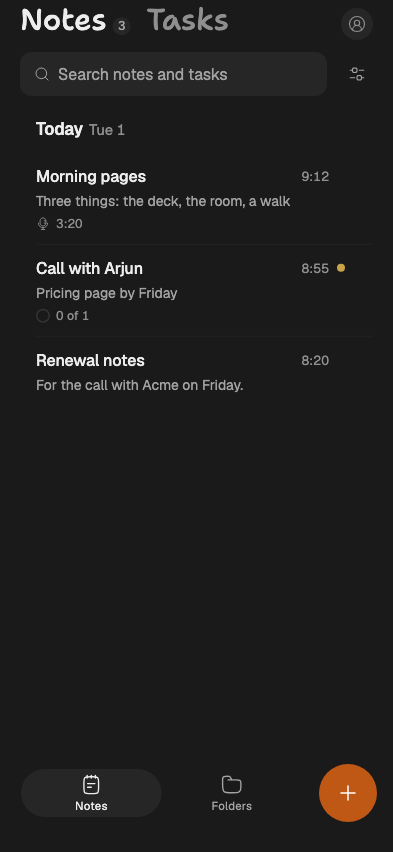 Notes 3 Tasks
Search notes and tasks
Today Tue 1
Morning pages 9:12
Three things: the deck, the room, a walk
3:20
Call with Arjun 8:55
Pricing page by Friday
0 of 1
Renewal notes 8:20
For the call with Acme on Friday.
Notes Folders